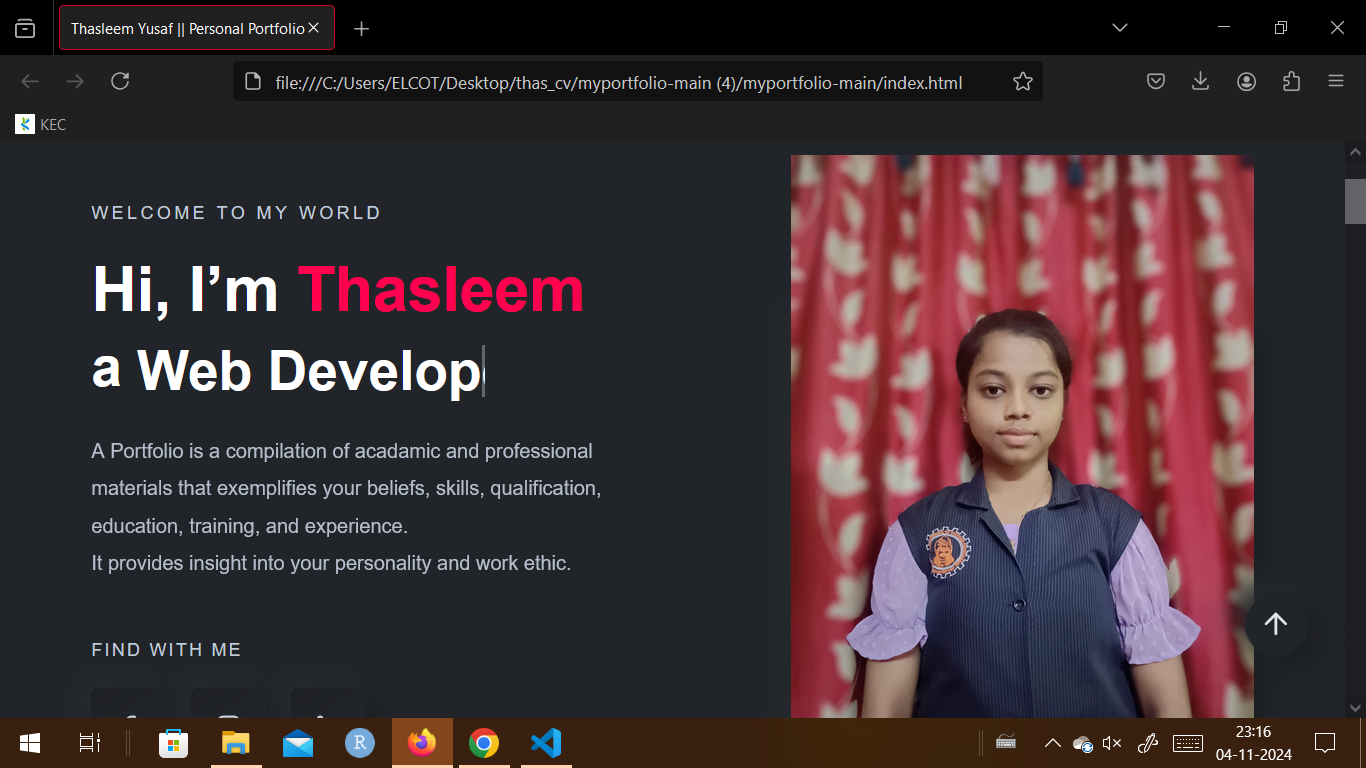 Thasleem Yusaf || Personal Portfolio
file:///C:/Users/ELCOT/Desktop/thas_cv/myportfolio-main (4)/myportfolio-main/index.html
KEC
WELCOME TO MY WORLD
Hi, I’m Thasleem
a Web Develop
A Portfolio is a compilation of acadamic and professional
materials that exemplifies your beliefs, skills, qualification,
education, training, and experience.
It provides insight into your personality and work ethic.
FIND WITH ME
R
23:16
04-11-2024